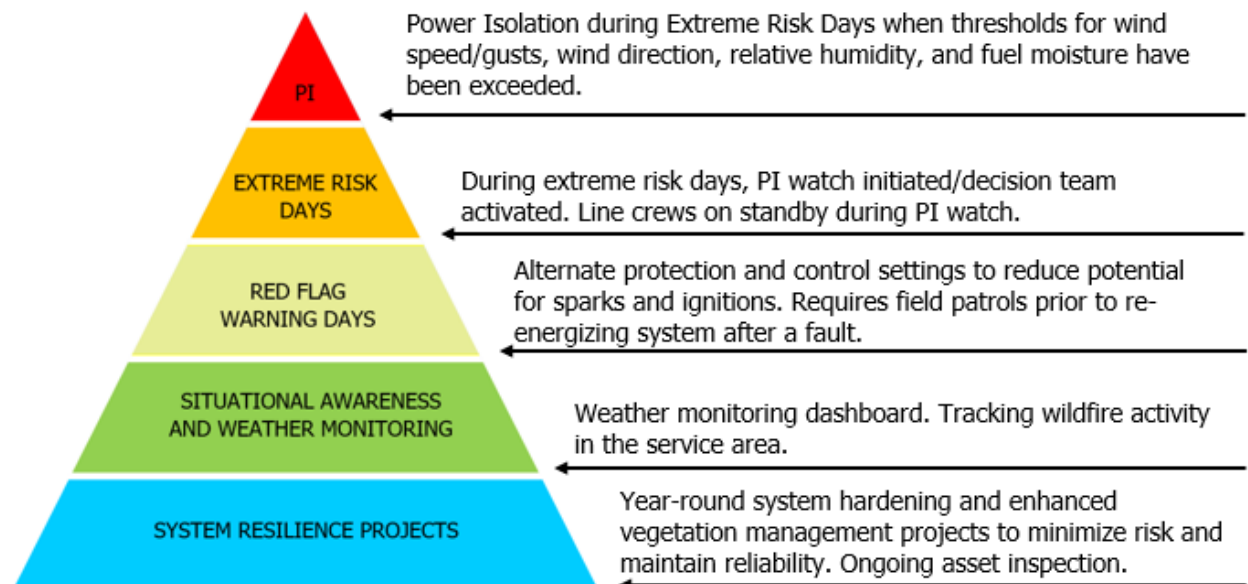 Power Isolation during Extreme Risk Days when thresholds for wind
speed/gusts, wind direction, relative humidity, and fuel moisture have
been exceeded.
PI
EXTREME RISK
DAYS
During extreme risk days, PI watch initiated/decision team
activated. Line crews on standby during PI watch.
RED FLAG
WARNING DAYS
Alternate protection and control settings to reduce potential
for sparks and ignitions. Requires field patrols prior to re-
energizing system after a fault.
SITUATIONAL AWARENESS
AND WEATHER MONITORING
Weather monitoring dashboard. Tracking wildfire activity
in the service area.
SYSTEM RESILIENCE PROJECTS
Year-round system hardening and enhanced
vegetation management projects to minimize risk and
maintain reliability. Ongoing asset inspection.